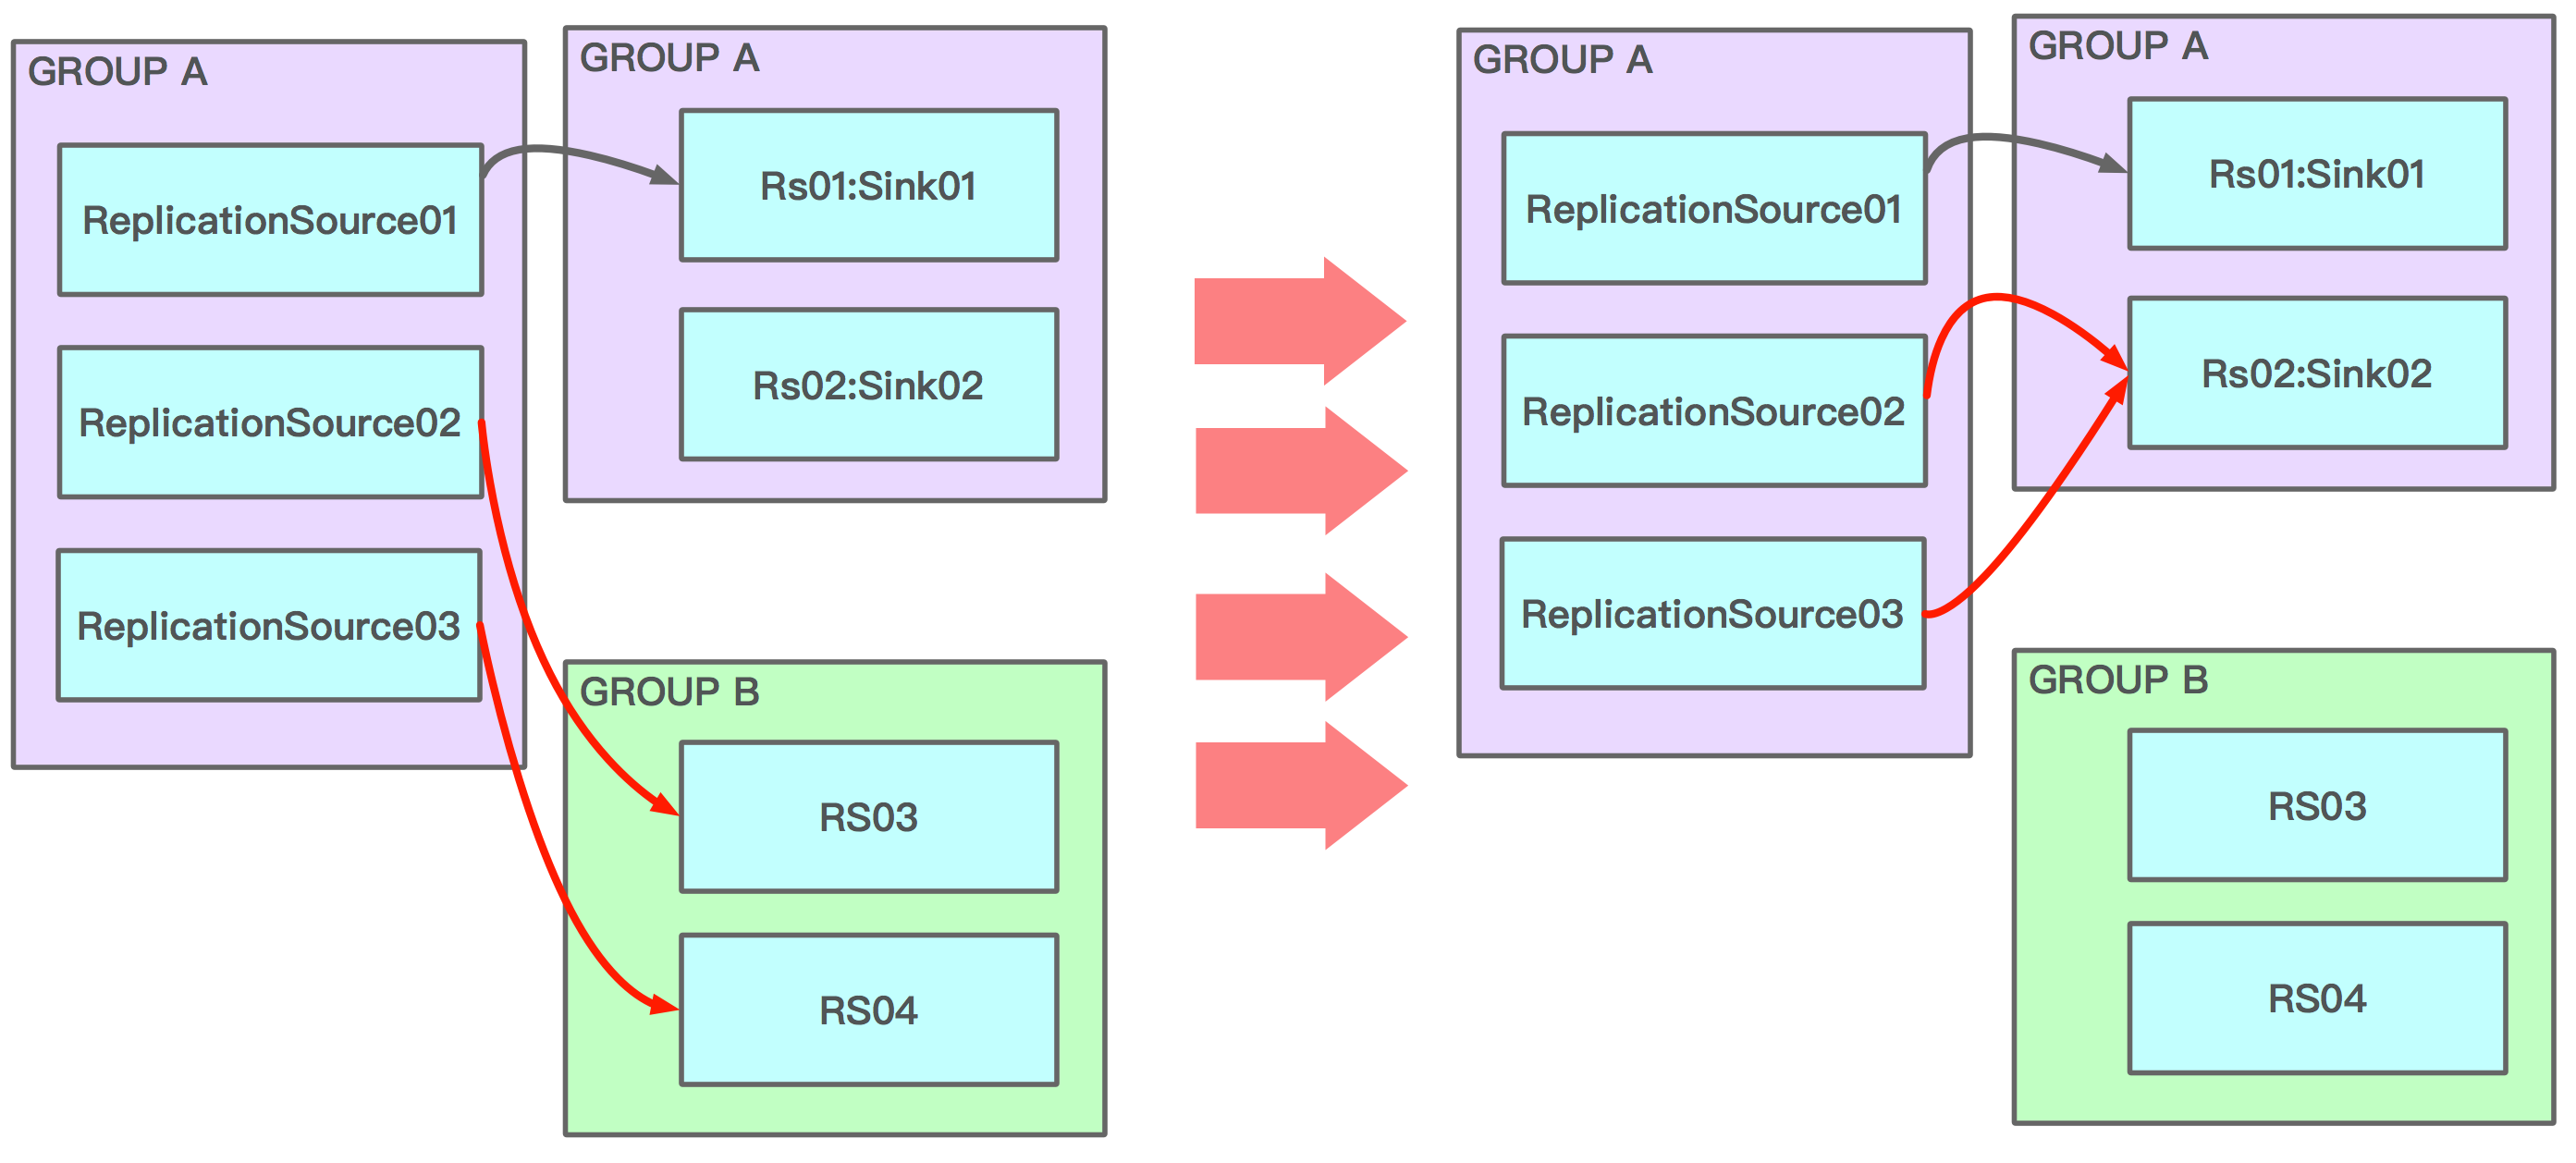 GROUP A
ReplicationSource01
ReplicationSource02
ReplicationSource03
GROUP A
Rs01:Sink01
Rs02:Sink02
GROUP B
RS03
RS04
GROUP A
ReplicationSource01
ReplicationSource02
ReplicationSource03
GROUP A
Rs01:Sink01
Rs02:Sink02
GROUP B
RS03
RS04